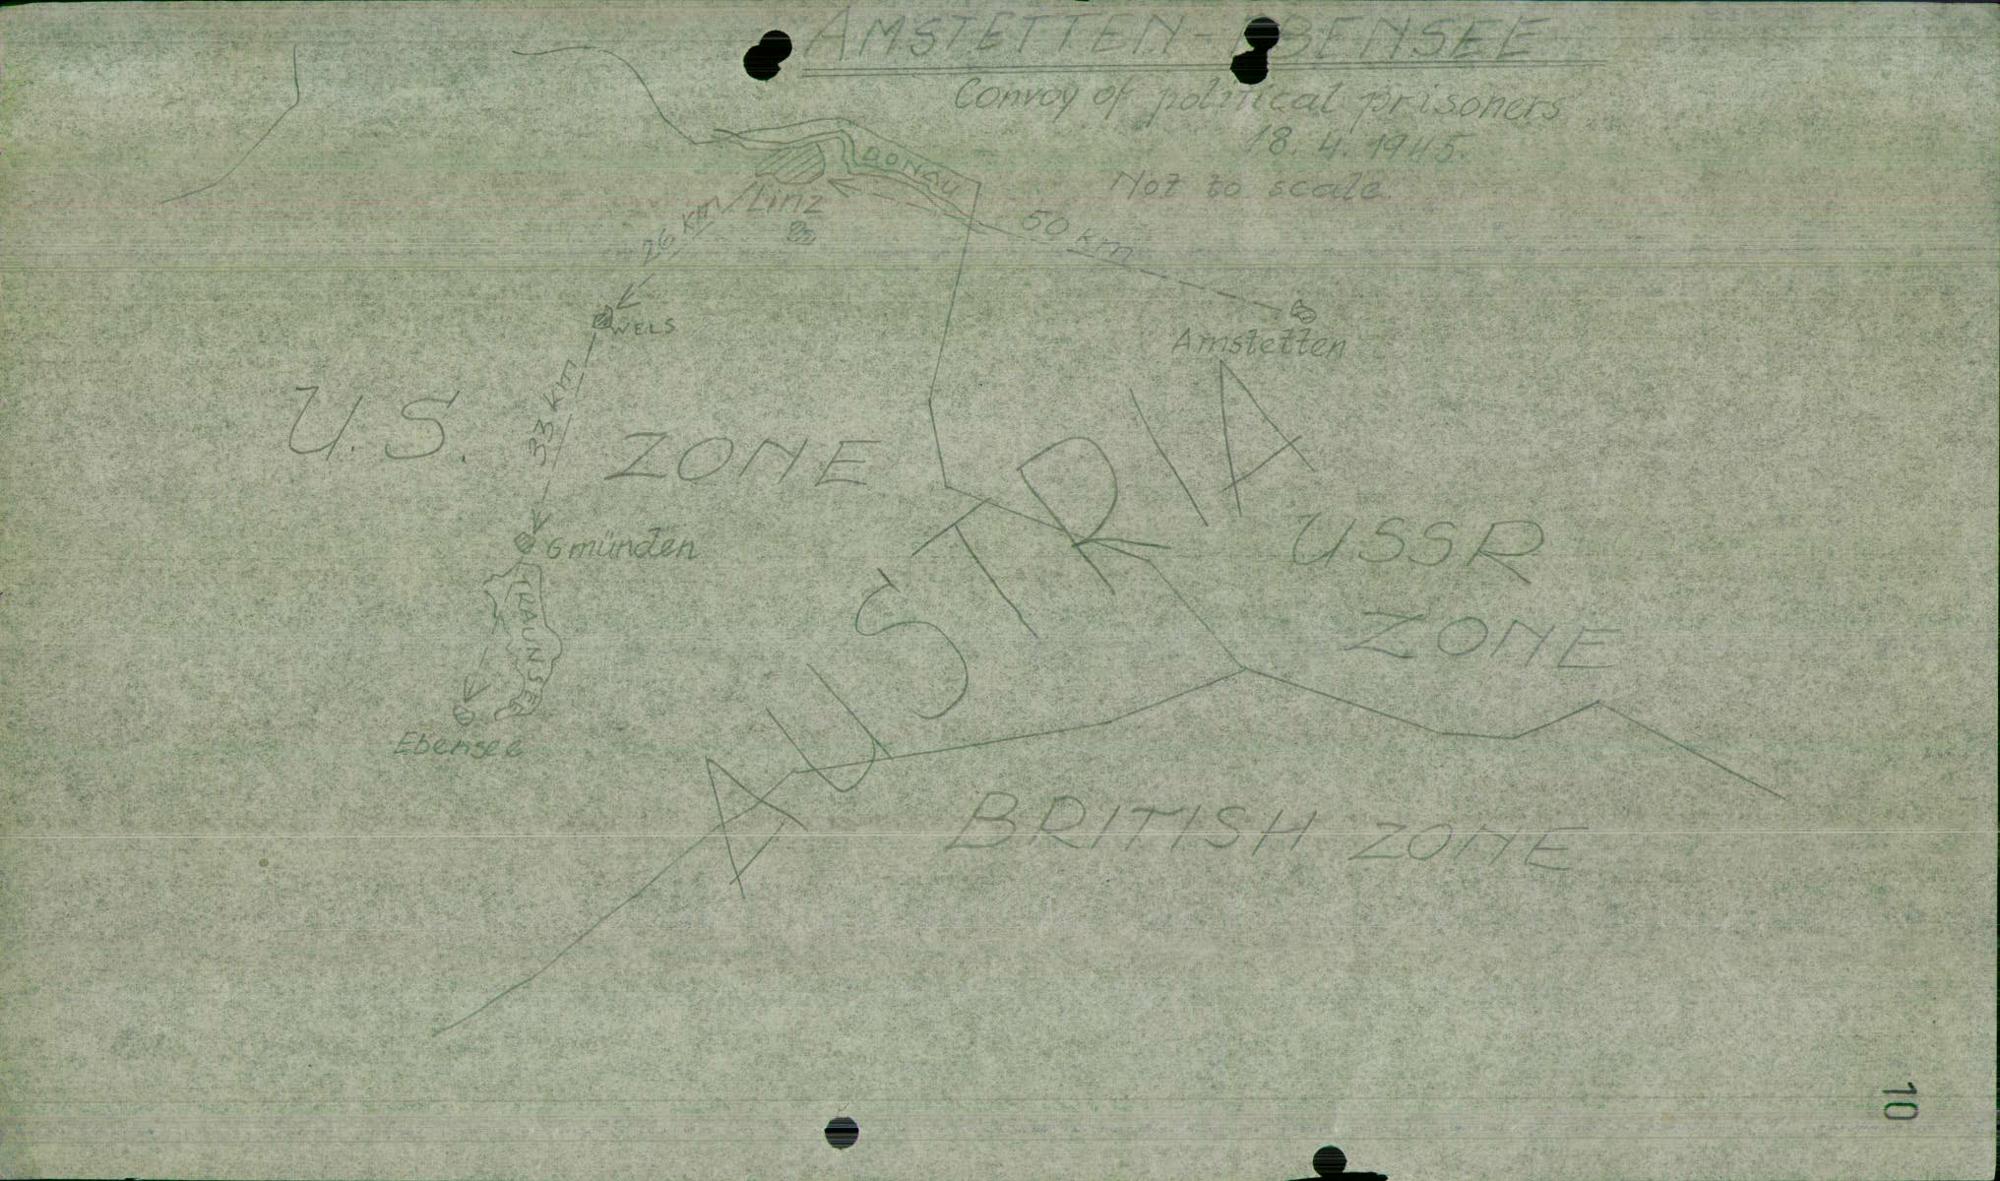 AMSTETTEN - EBENSEE
Convoy of political prisoners
18. 4. 1945.
Not to scale.
DONAU
Linz
26 km
50 km
WELS
Amstetten
33 km
U.S. ZONE
AUSTRIA
USSR
ZONE
Gmünden
TRAUNSEE
Ebensee
BRITISH ZONE
10